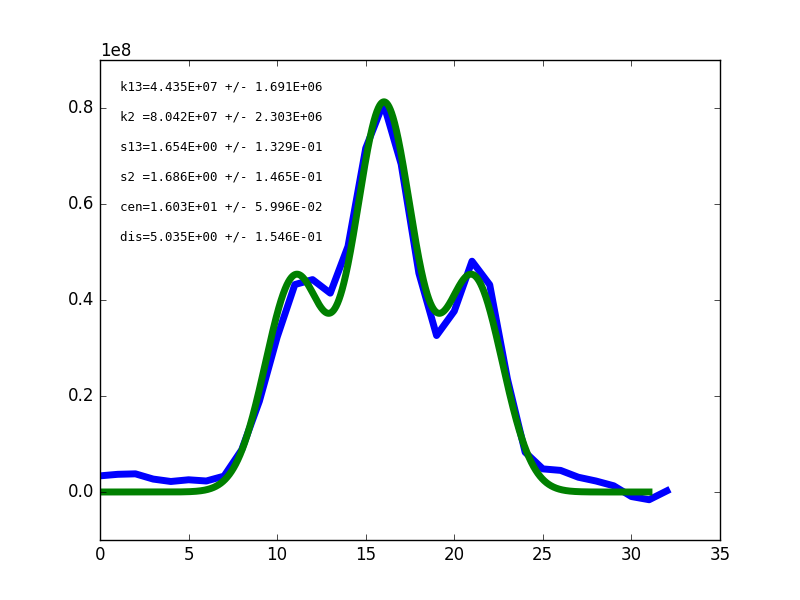 1e8
k13=4.435E+07 +/- 1.691E+06
k2 =8.042E+07 +/- 2.303E+06
s13=1.654E+00 +/- 1.329E-01
s2 =1.686E+00 +/- 1.465E-01
cen=1.603E+01 +/- 5.996E-02
dis=5.035E+00 +/- 1.546E-01
0.8
0.6
0.4
0.2
0.0
0 5 10 15 20 25 30 35